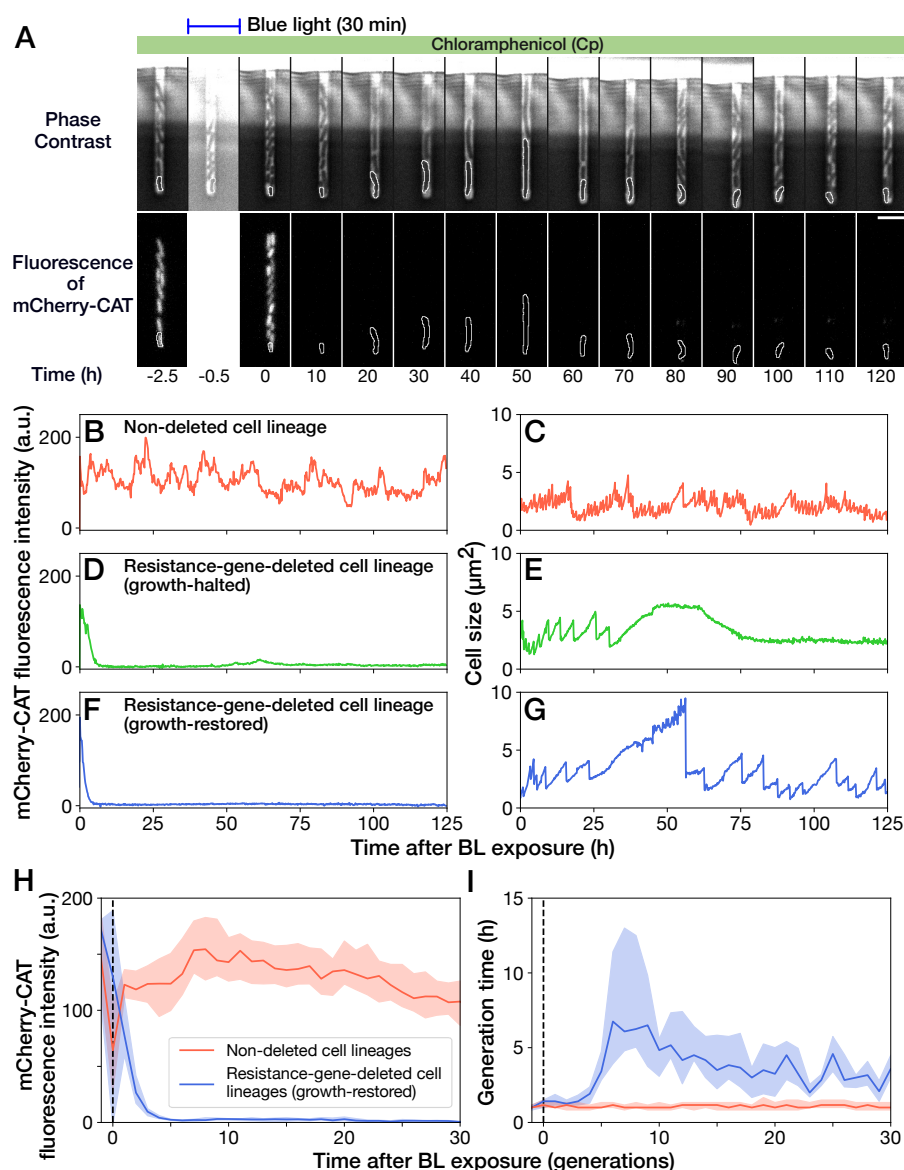 A
Blue light (30 min)
Chloramphenicol (Cp)
Phase
Contrast
Fluorescence
of
mCherry-CAT
Time (h)
-2.5 -0.5 0 10 20 30 40 50 60 70 80 90 100 110 120
mCherry-CAT fluorescence intensity (a.u.)
B Non-deleted cell lineage
200
0
C
10
5
0
D Resistance-gene-deleted cell lineage
(growth-halted)
200
0
E
10
5
0
Cell size (µm²)
F Resistance-gene-deleted cell lineage
(growth-restored)
200
0
0 25 50 75 100 125
G
10
5
0
0 25 50 75 100 125
Time after BL exposure (h)
H
mCherry-CAT
fluorescence intensity (a.u.)
200
100
0
Non-deleted cell lineages
Resistance-gene-deleted cell
lineages (growth-restored)
0 10 20 30
I
Generation time (h)
15
10
5
0
0 10 20 30
Time after BL exposure (generations)